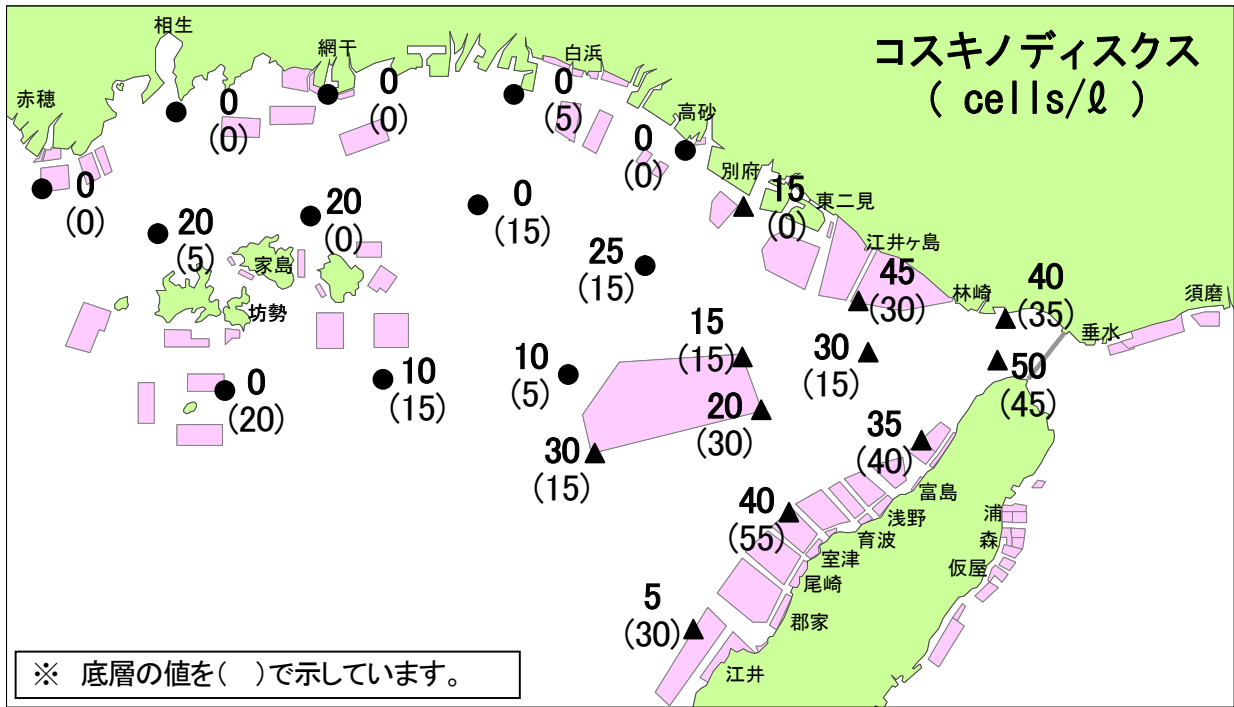 コスキノディスクス
( cells/ℓ )
相生
網干
白浜
赤穂
高砂
別府
東二見
江井ヶ島
林崎
須磨
垂水
家島
坊勢
富島
浅野
育波
室津
尾崎
郡家
江井
浦
森
仮屋
0
(0)
0
(0)
0
(5)
0
(0)
0
(0)
20
(5)
20
(0)
0
(15)
25
(15)
15
(0)
45
(30)
40
(35)
50
(45)
30
(15)
15
(15)
20
(30)
10
(5)
10
(15)
0
(20)
30
(15)
35
(40)
40
(55)
5
(30)
※ 底層の値を( )で示しています。